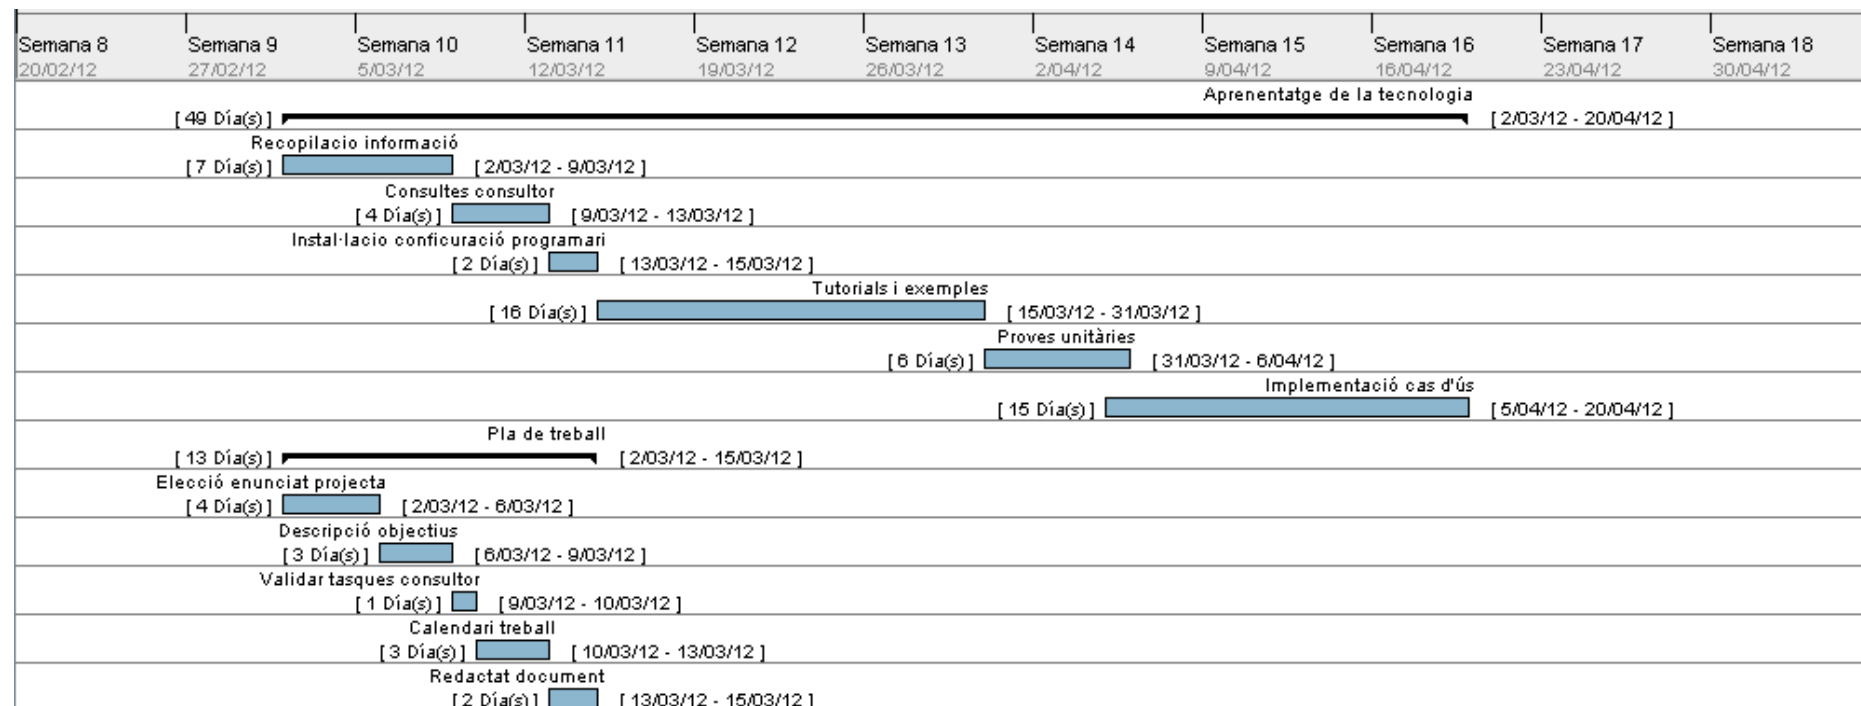 Semana 8 Semana 9 Semana 10 Semana 11 Semana 12 Semana 13 Semana 14 Semana 15 Semana 16 Semana 17 Semana 18
20/02/12 27/02/12 5/03/12 12/03/12 19/03/12 26/03/12 2/04/12 9/04/12 16/04/12 23/04/12 30/04/12
Aprenentatge de la tecnologia
[ 49 Día(s) ] [ 2/03/12 - 20/04/12 ]
Recopilacio informació
[ 7 Día(s) ] [ 2/03/12 - 9/03/12 ]
Consultes consultor
[ 4 Día(s) ] [ 9/03/12 - 13/03/12 ]
Instal·lacio conficuració programari
[ 2 Día(s) ] [ 13/03/12 - 15/03/12 ]
Tutorials i exemples
[ 16 Día(s) ] [ 15/03/12 - 31/03/12 ]
Proves unitàries
[ 6 Día(s) ] [ 31/03/12 - 6/04/12 ]
Implementació cas d'ús
[ 15 Día(s) ] [ 5/04/12 - 20/04/12 ]
Pla de treball
[ 13 Día(s) ] [ 2/03/12 - 15/03/12 ]
Elecció enunciat projecta
[ 4 Día(s) ] [ 2/03/12 - 6/03/12 ]
Descripció objectius
[ 3 Día(s) ] [ 6/03/12 - 9/03/12 ]
Validar tasques consultor
[ 1 Día(s) ] [ 9/03/12 - 10/03/12 ]
Calendari treball
[ 3 Día(s) ] [ 10/03/12 - 13/03/12 ]
Redactat document
[ 2 Día(s) ] [ 13/03/12 - 15/03/12 ]